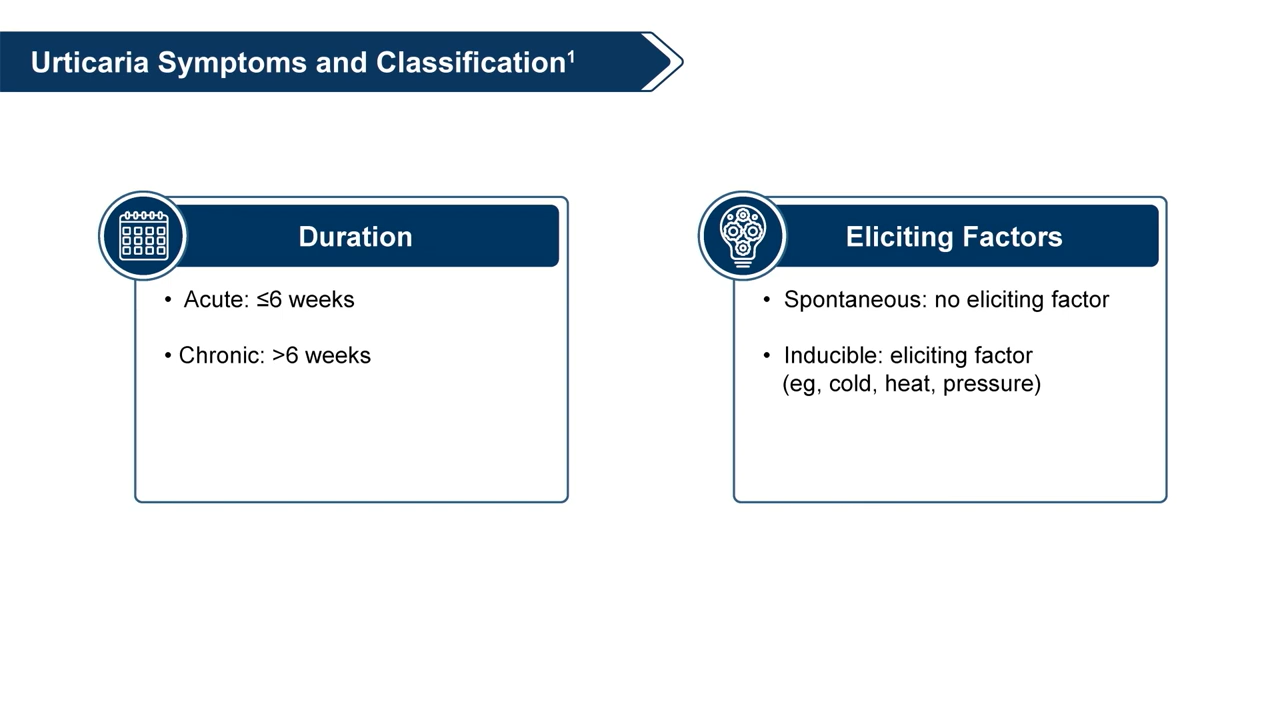 Urticaria Symptoms and Classification¹
Duration
• Acute: ≤6 weeks
• Chronic: >6 weeks
Eliciting Factors
• Spontaneous: no eliciting factor
• Inducible: eliciting factor
(eg, cold, heat, pressure)